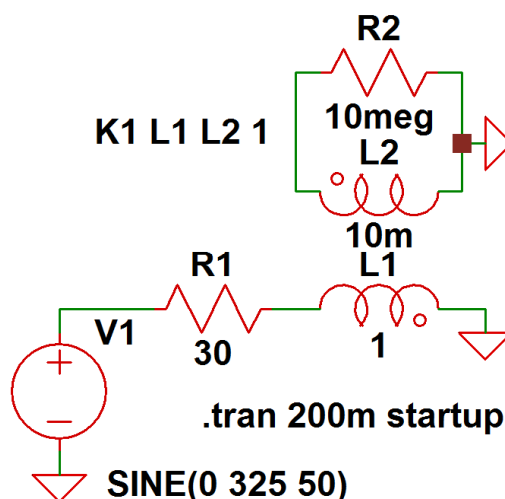 R2
K1 L1 L2 1
10meg
L2
10m
R1
L1
V1
30
1
.tran 200m startup
SINE(0 325 50)